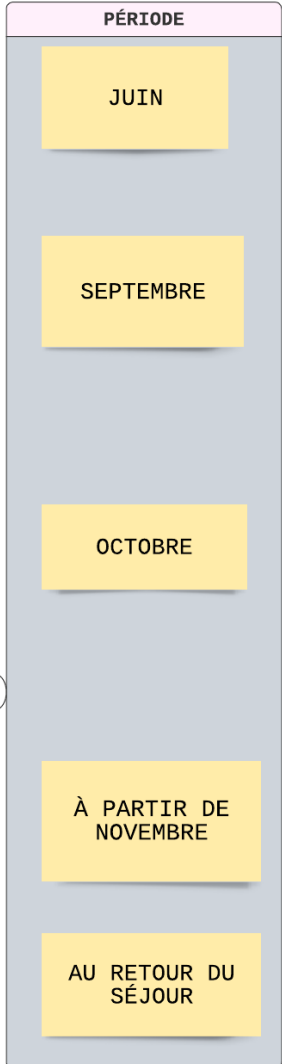 PÉRIODE
JUIN
SEPTEMBRE
OCTOBRE
À PARTIR DE
NOVEMBRE
AU RETOUR DU
SÉJOUR